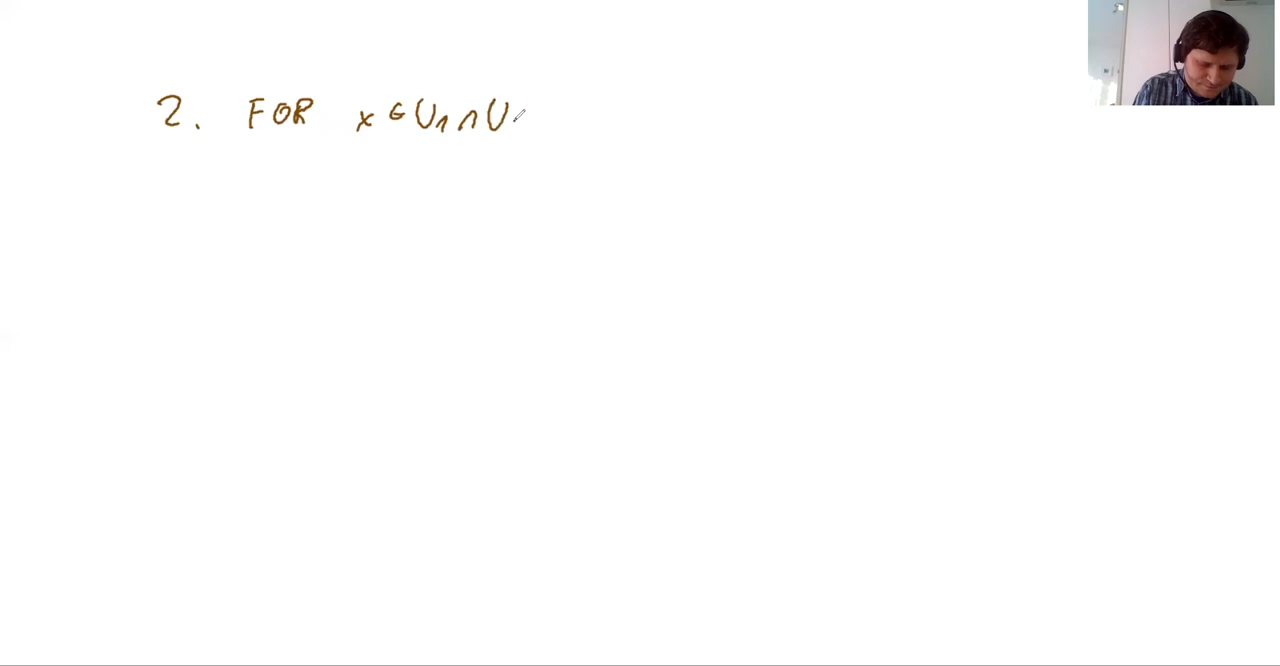 2. FOR x ∈ U₁ ∩ U